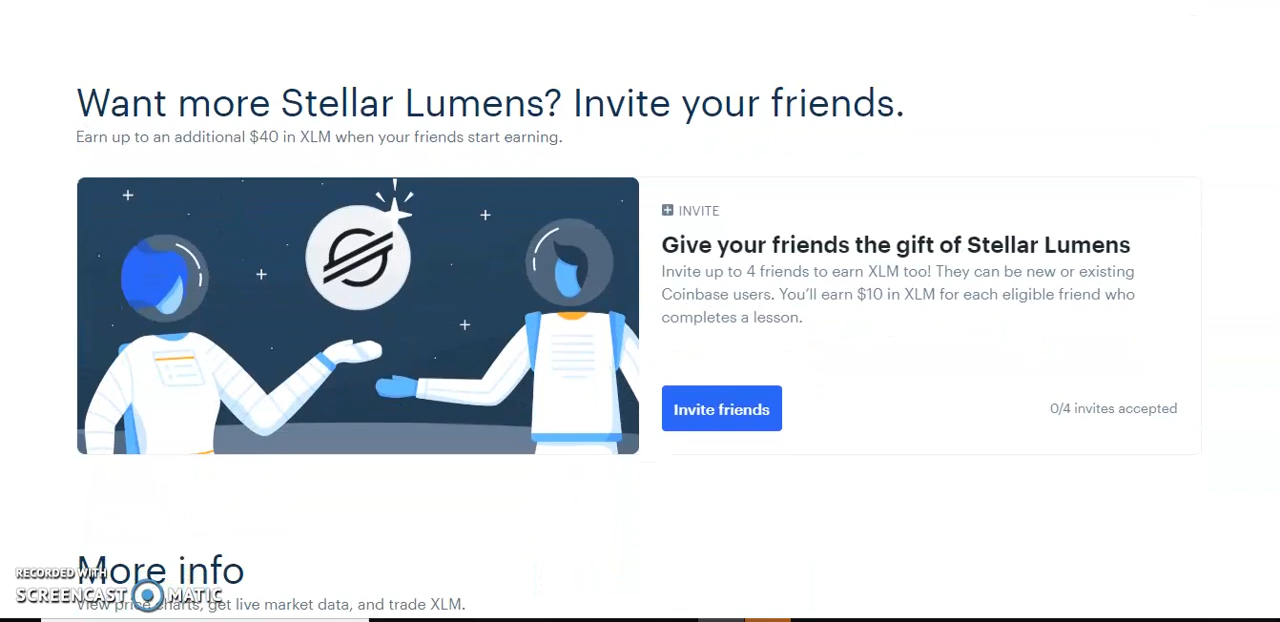 Want more Stellar Lumens? Invite your friends.
Earn up to an additional $40 in XLM when your friends start earning.
INVITE
Give your friends the gift of Stellar Lumens
Invite up to 4 friends to earn XLM too! They can be new or existing
Coinbase users. You’ll earn $10 in XLM for each eligible friend who
completes a lesson.
Invite friends
0/4 invites accepted
More info
RECORDED WITH
SCREENCAST MATIC
View price charts, get live market data, and trade XLM.